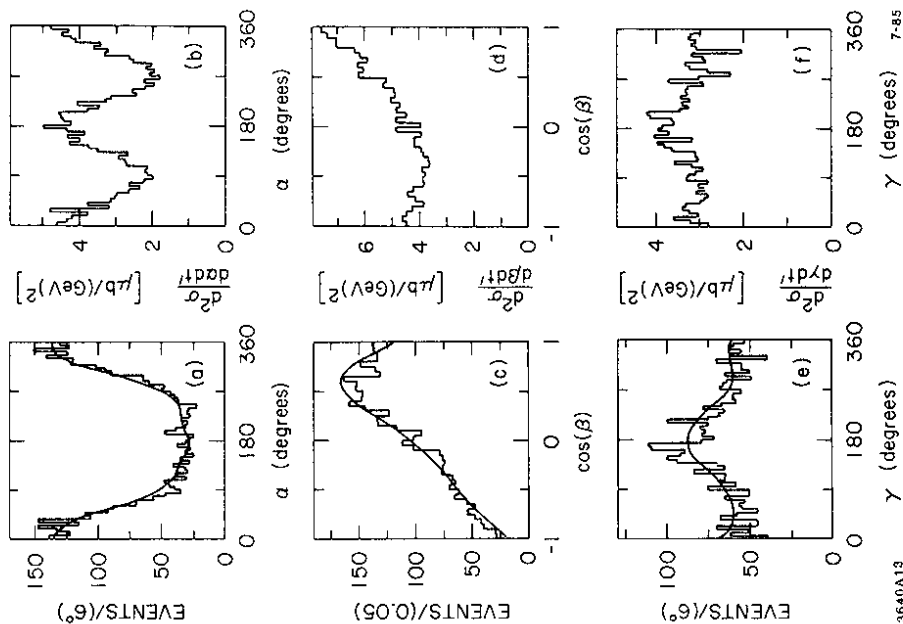 EVENTS/(6°)
150
100
50
0
0
180
360
α (degrees)
(a)
d²σ/dαdt' [μb/(GeV)²]
6
4
2
0
0
180
360
α (degrees)
(b)
EVENTS/(0.05)
150
100
50
0
-1
0
1
cos(β)
(c)
d²σ/dβdt' [μb/(GeV)²]
6
4
2
0
-1
0
1
cos(β)
(d)
EVENTS/(6°)
100
50
0
0
180
360
γ (degrees)
(e)
d²σ/dγdt' [μb/(GeV)²]
4
2
0
0
180
360
γ (degrees)
(f)
7-85
3640A13